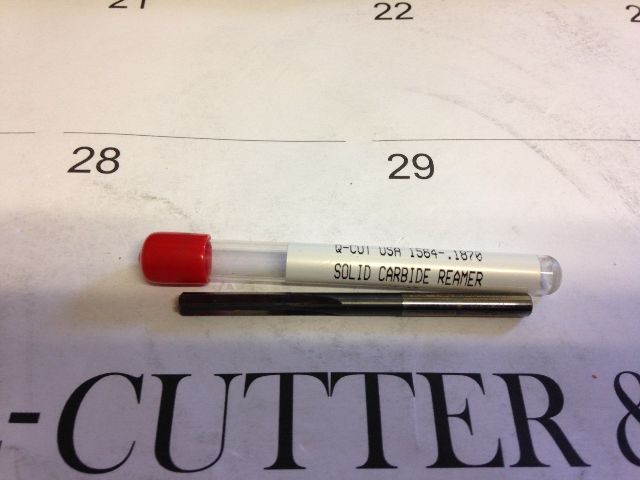 21
22
28
29
Q-CUT USA 1564-.1870
SOLID CARBIDE REAMER
-CUTTER &